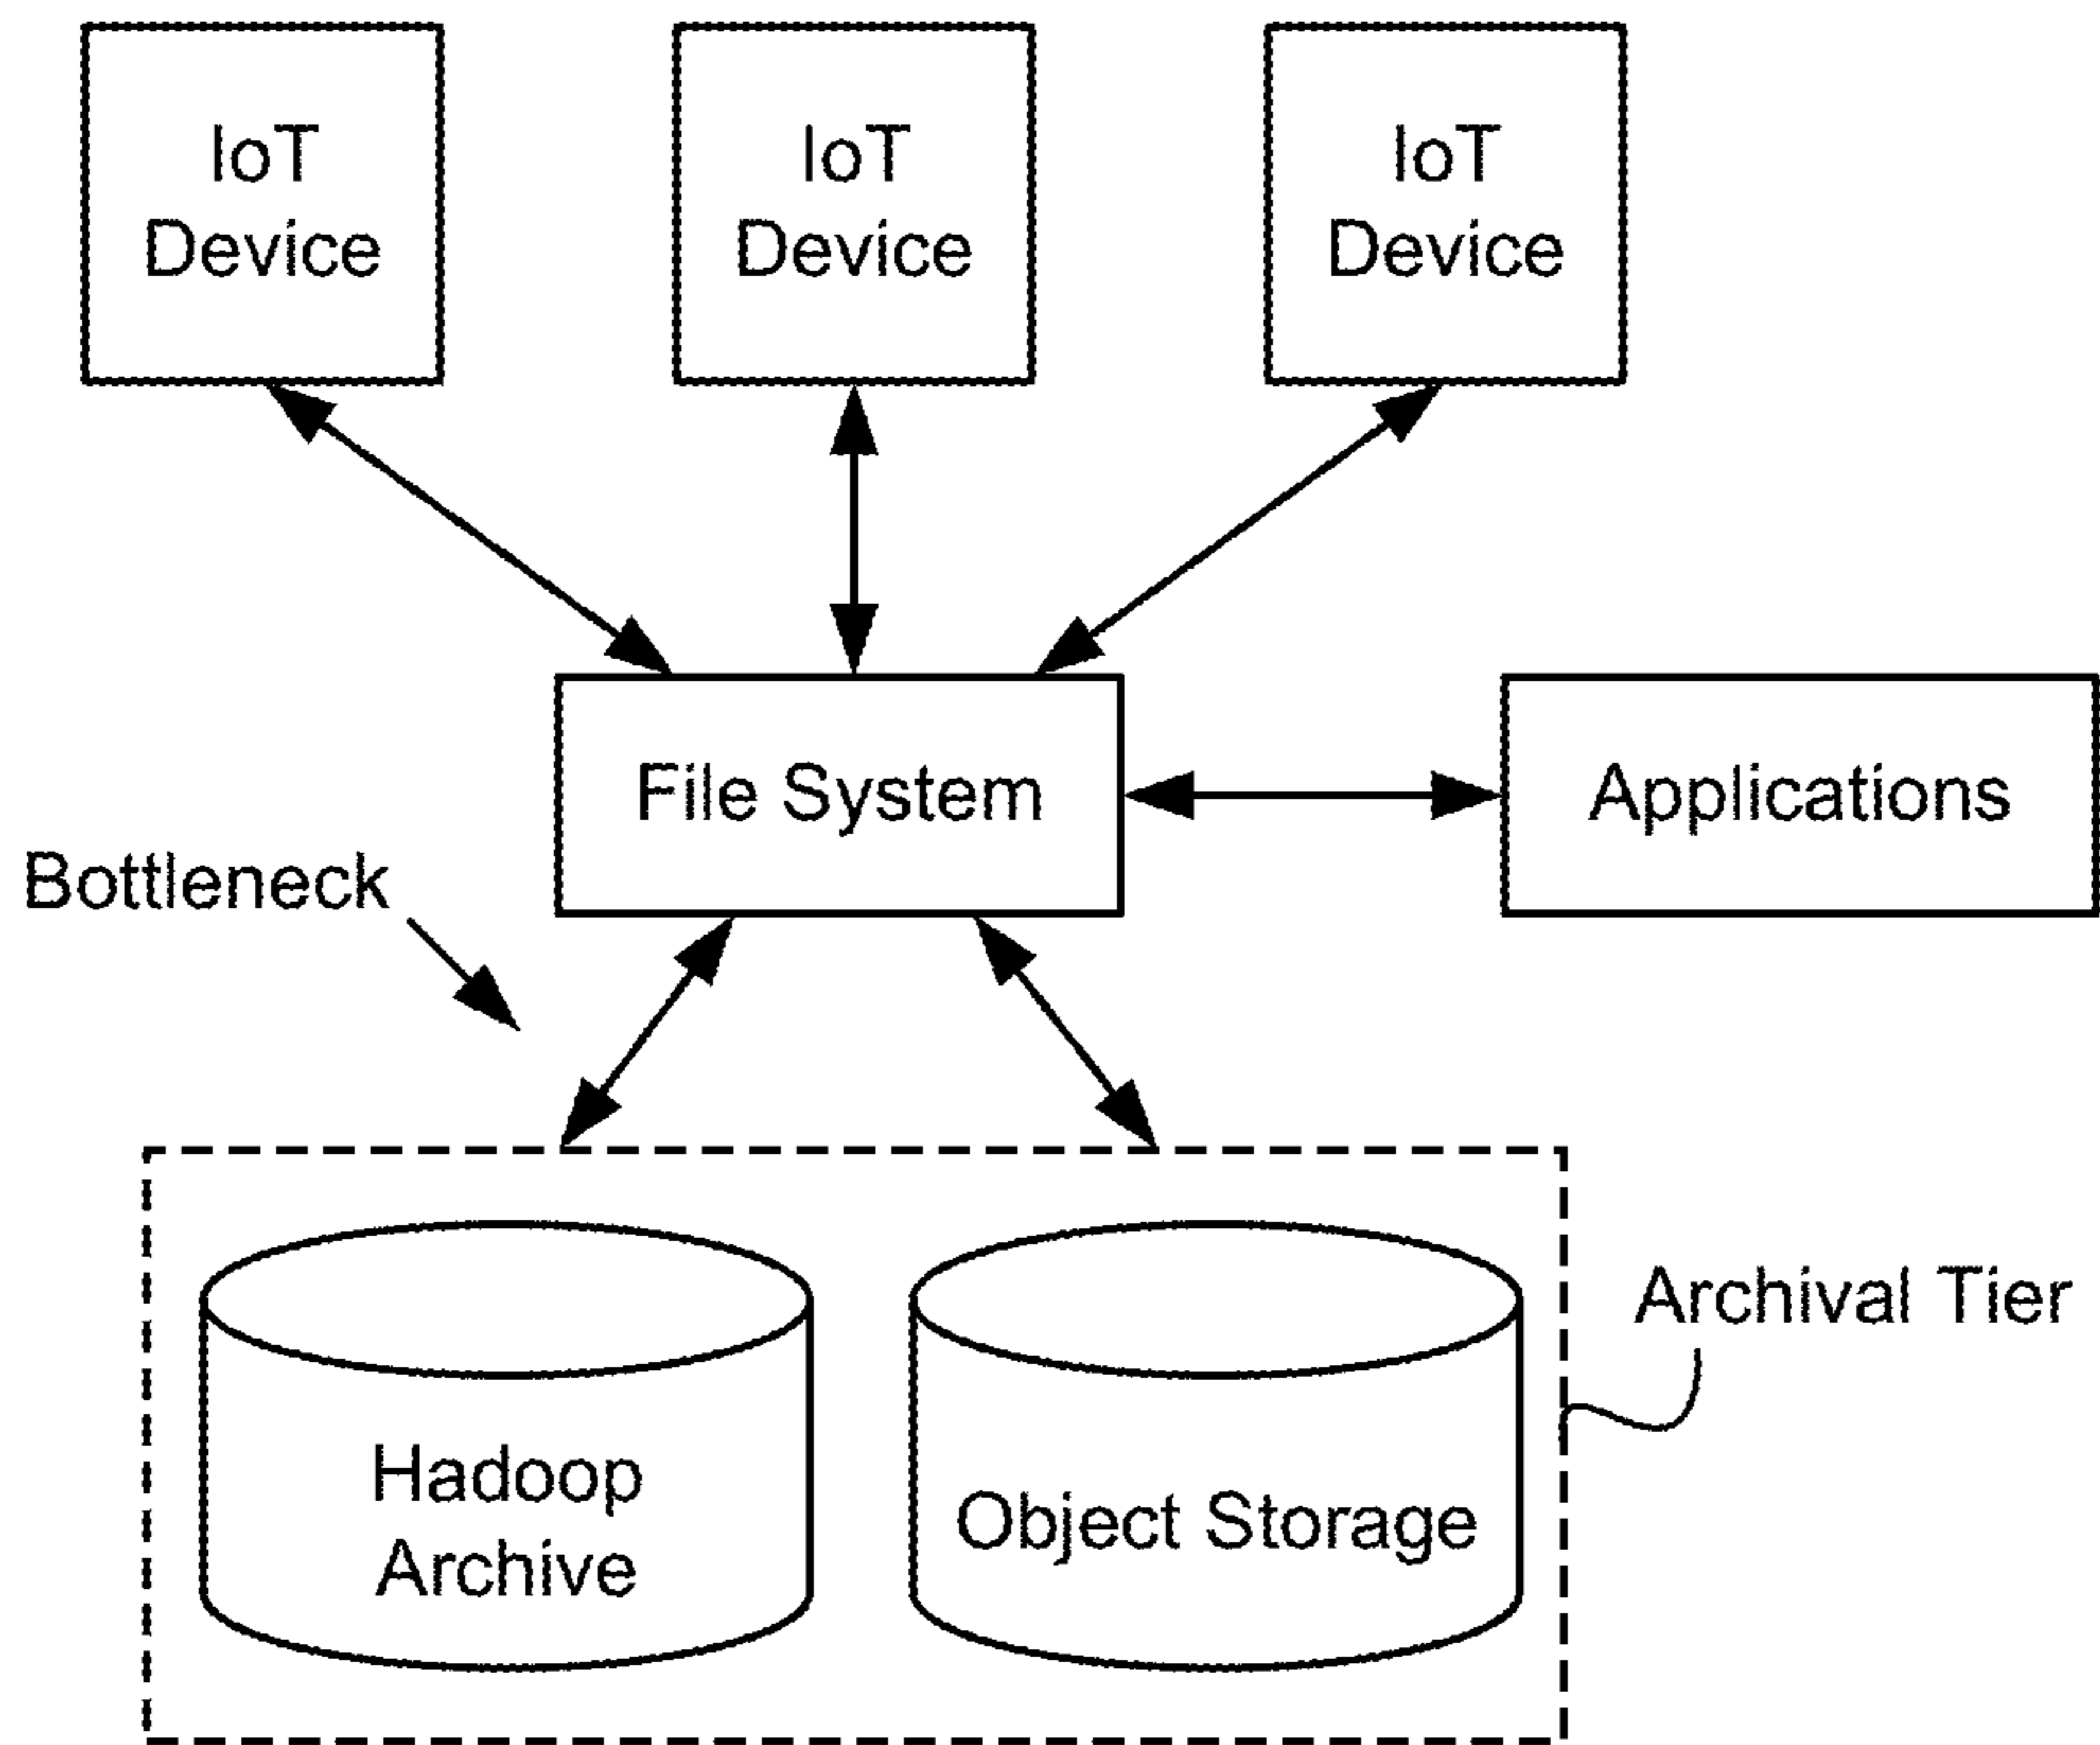 IoT
Device
IoT
Device
IoT
Device
File System
Applications
Bottleneck
Archival Tier
Hadoop
Archive
Object Storage